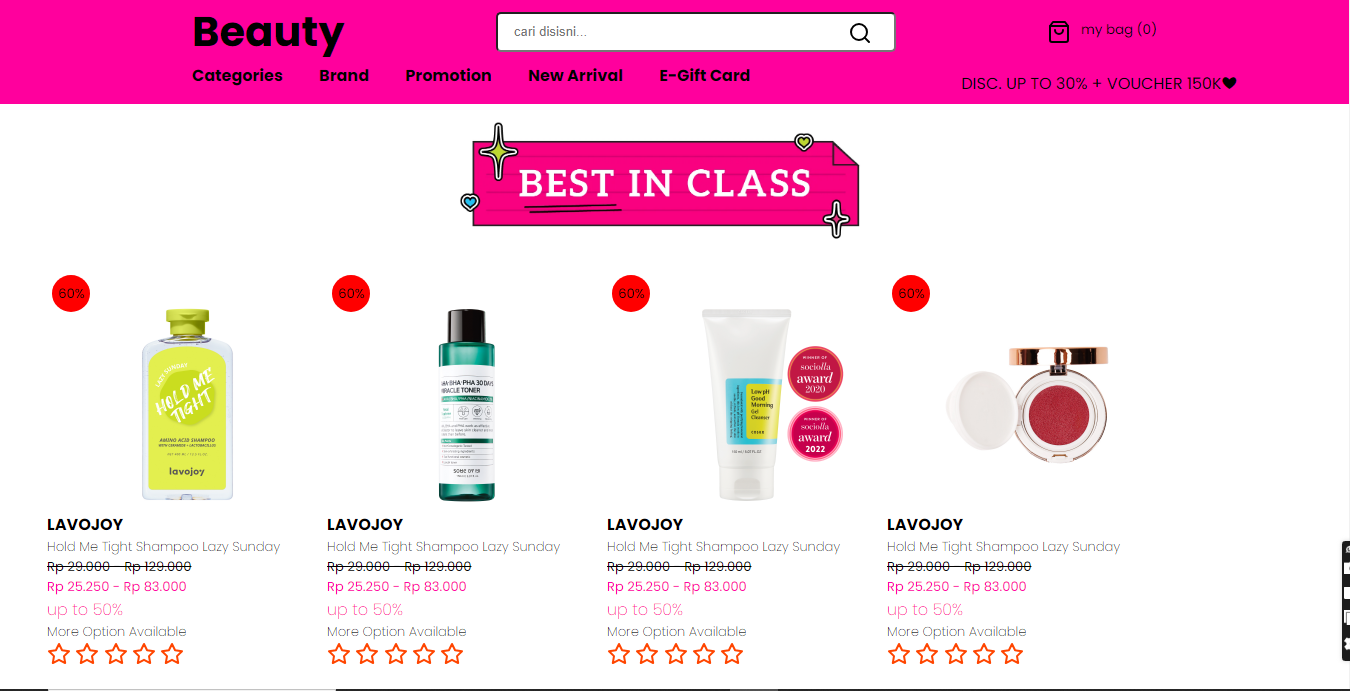 Beauty
cari disisni...
my bag (0)
Categories Brand Promotion New Arrival E-Gift Card
DISC. UP TO 30% + VOUCHER 150K🖤
BEST IN CLASS
60% 60% 60% 60%
LAZY SUNDAY
HOLD ME
TIGHT
AMINO ACID SHAMPOO
WITH CERAMIDE + LACTOBACILLUS
lavojoy
AHA·BHA·PHA 30 DAYS
MIRACLE TONER
SOME BY MI
Low pH
Good
Morning
Gel
Cleanser
COSRX
WINNER OF
sociolla
award
2020
WINNER OF
sociolla
award
2022
LAVOJOY LAVOJOY LAVOJOY LAVOJOY
Hold Me Tight Shampoo Lazy Sunday Hold Me Tight Shampoo Lazy Sunday Hold Me Tight Shampoo Lazy Sunday Hold Me Tight Shampoo Lazy Sunday
Rp 29.000 - Rp 129.000 Rp 29.000 - Rp 129.000 Rp 29.000 - Rp 129.000 Rp 29.000 - Rp 129.000
Rp 25.250 - Rp 83.000 Rp 25.250 - Rp 83.000 Rp 25.250 - Rp 83.000 Rp 25.250 - Rp 83.000
up to 50% up to 50% up to 50% up to 50%
More Option Available More Option Available More Option Available More Option Available